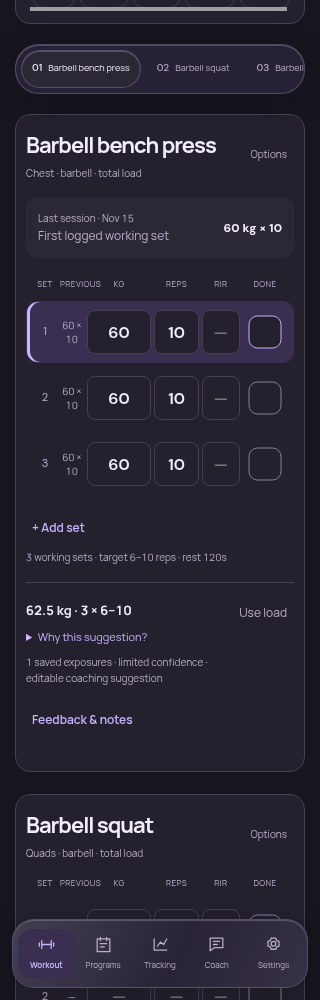 01 Barbell bench press 02 Barbell squat 03 Barbell
Barbell bench press
Options
Chest · barbell · total load
Last session · Nov 15
First logged working set
60 kg × 10
SET PREVIOUS KG REPS RIR DONE
1 60 × 10 60 10 —
2 60 × 10 60 10 —
3 60 × 10 60 10 —
+ Add set
3 working sets · target 6–10 reps · rest 120s
62.5 kg · 3 × 6–10
Use load
▶ Why this suggestion?
1 saved exposures · limited confidence ·
editable coaching suggestion
Feedback & notes
Barbell squat
Options
Quads · barbell · total load
SET PREVIOUS KG REPS RIR DONE
Workout Programs Tracking Coach Settings
2 — — — —